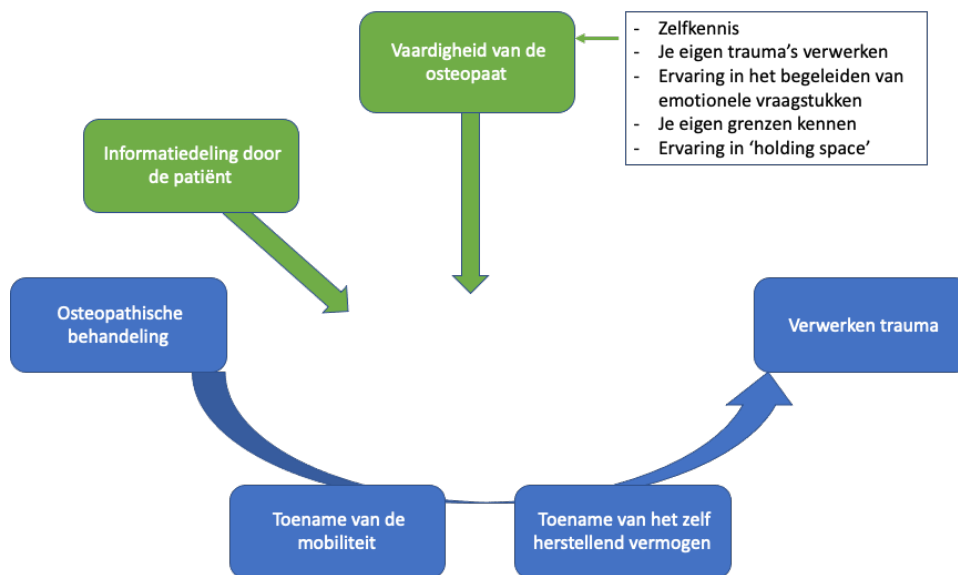 Vaardigheid van de
osteopaat
- Zelfkennis
- Je eigen trauma's verwerken
- Ervaring in het begeleiden van
emotionele vraagstukken
- Je eigen grenzen kennen
- Ervaring in ‘holding space’
Informatiedeling door
de patiënt
Osteopathische
behandeling
Verwerken trauma
Toename van de
mobiliteit
Toename van het zelf
herstellend vermogen